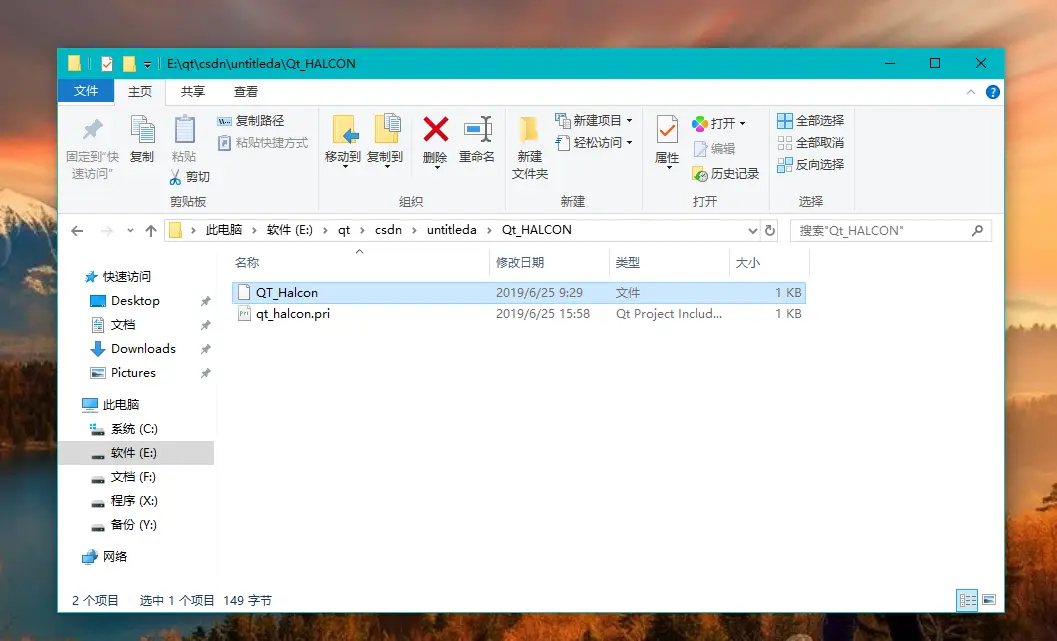 E:\qt\csdn\untitleda\Qt_HALCON
文件 主页 共享 查看
固定到“快速访问”
复制
粘贴
复制路径
粘贴快捷方式
剪切
剪贴板
移动到 复制到 删除 重命名
组织
新建文件夹
新建项目
轻松访问
新建
属性
打开
编辑
历史记录
打开
全部选择
全部取消
反向选择
选择
此电脑 > 软件 (E:) > qt > csdn > untitleda > Qt_HALCON
搜索"Qt_HALCON"
快速访问
Desktop
文档
Downloads
Pictures
此电脑
系统 (C:)
软件 (E:)
文档 (F:)
程序 (X:)
备份 (Y:)
网络
名称 修改日期 类型 大小
QT_Halcon 2019/6/25 9:29 文件 1 KB
qt_halcon.pri 2019/6/25 15:58 Qt Project Includ... 1 KB
2 个项目 选中 1 个项目 149 字节